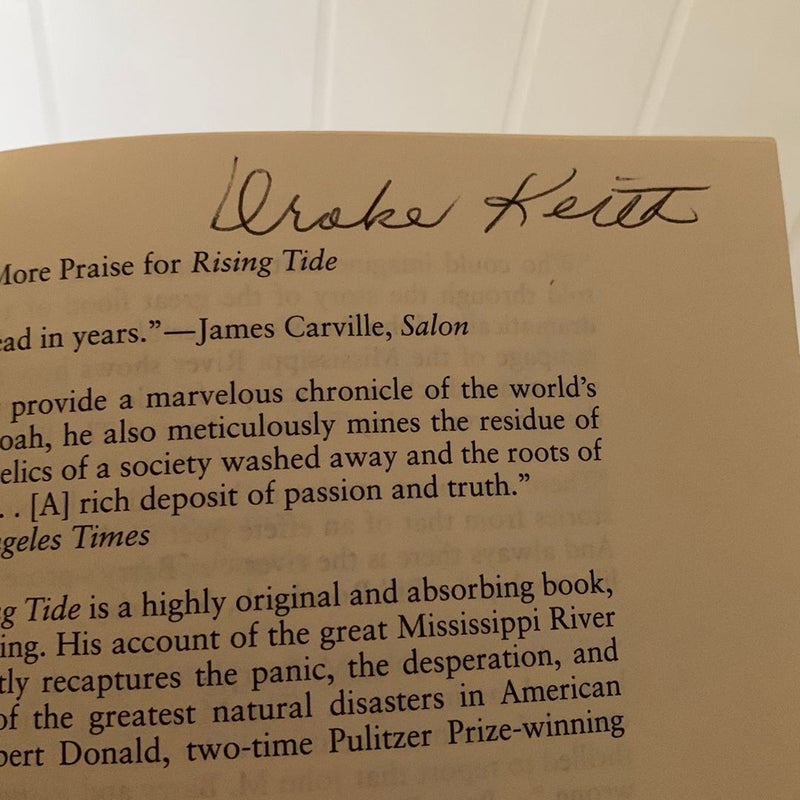 Drake Keith
More Praise for Rising Tide
ead in years.”—James Carville, Salon
provide a marvelous chronicle of the world’s
oah, he also meticulously mines the residue of
elics of a society washed away and the roots of
. . [A] rich deposit of passion and truth.”
geles Times
g Tide is a highly original and absorbing book,
ing. His account of the great Mississippi River
tly recaptures the panic, the desperation, and
of the greatest natural disasters in American
bert Donald, two-time Pulitzer Prize-winning